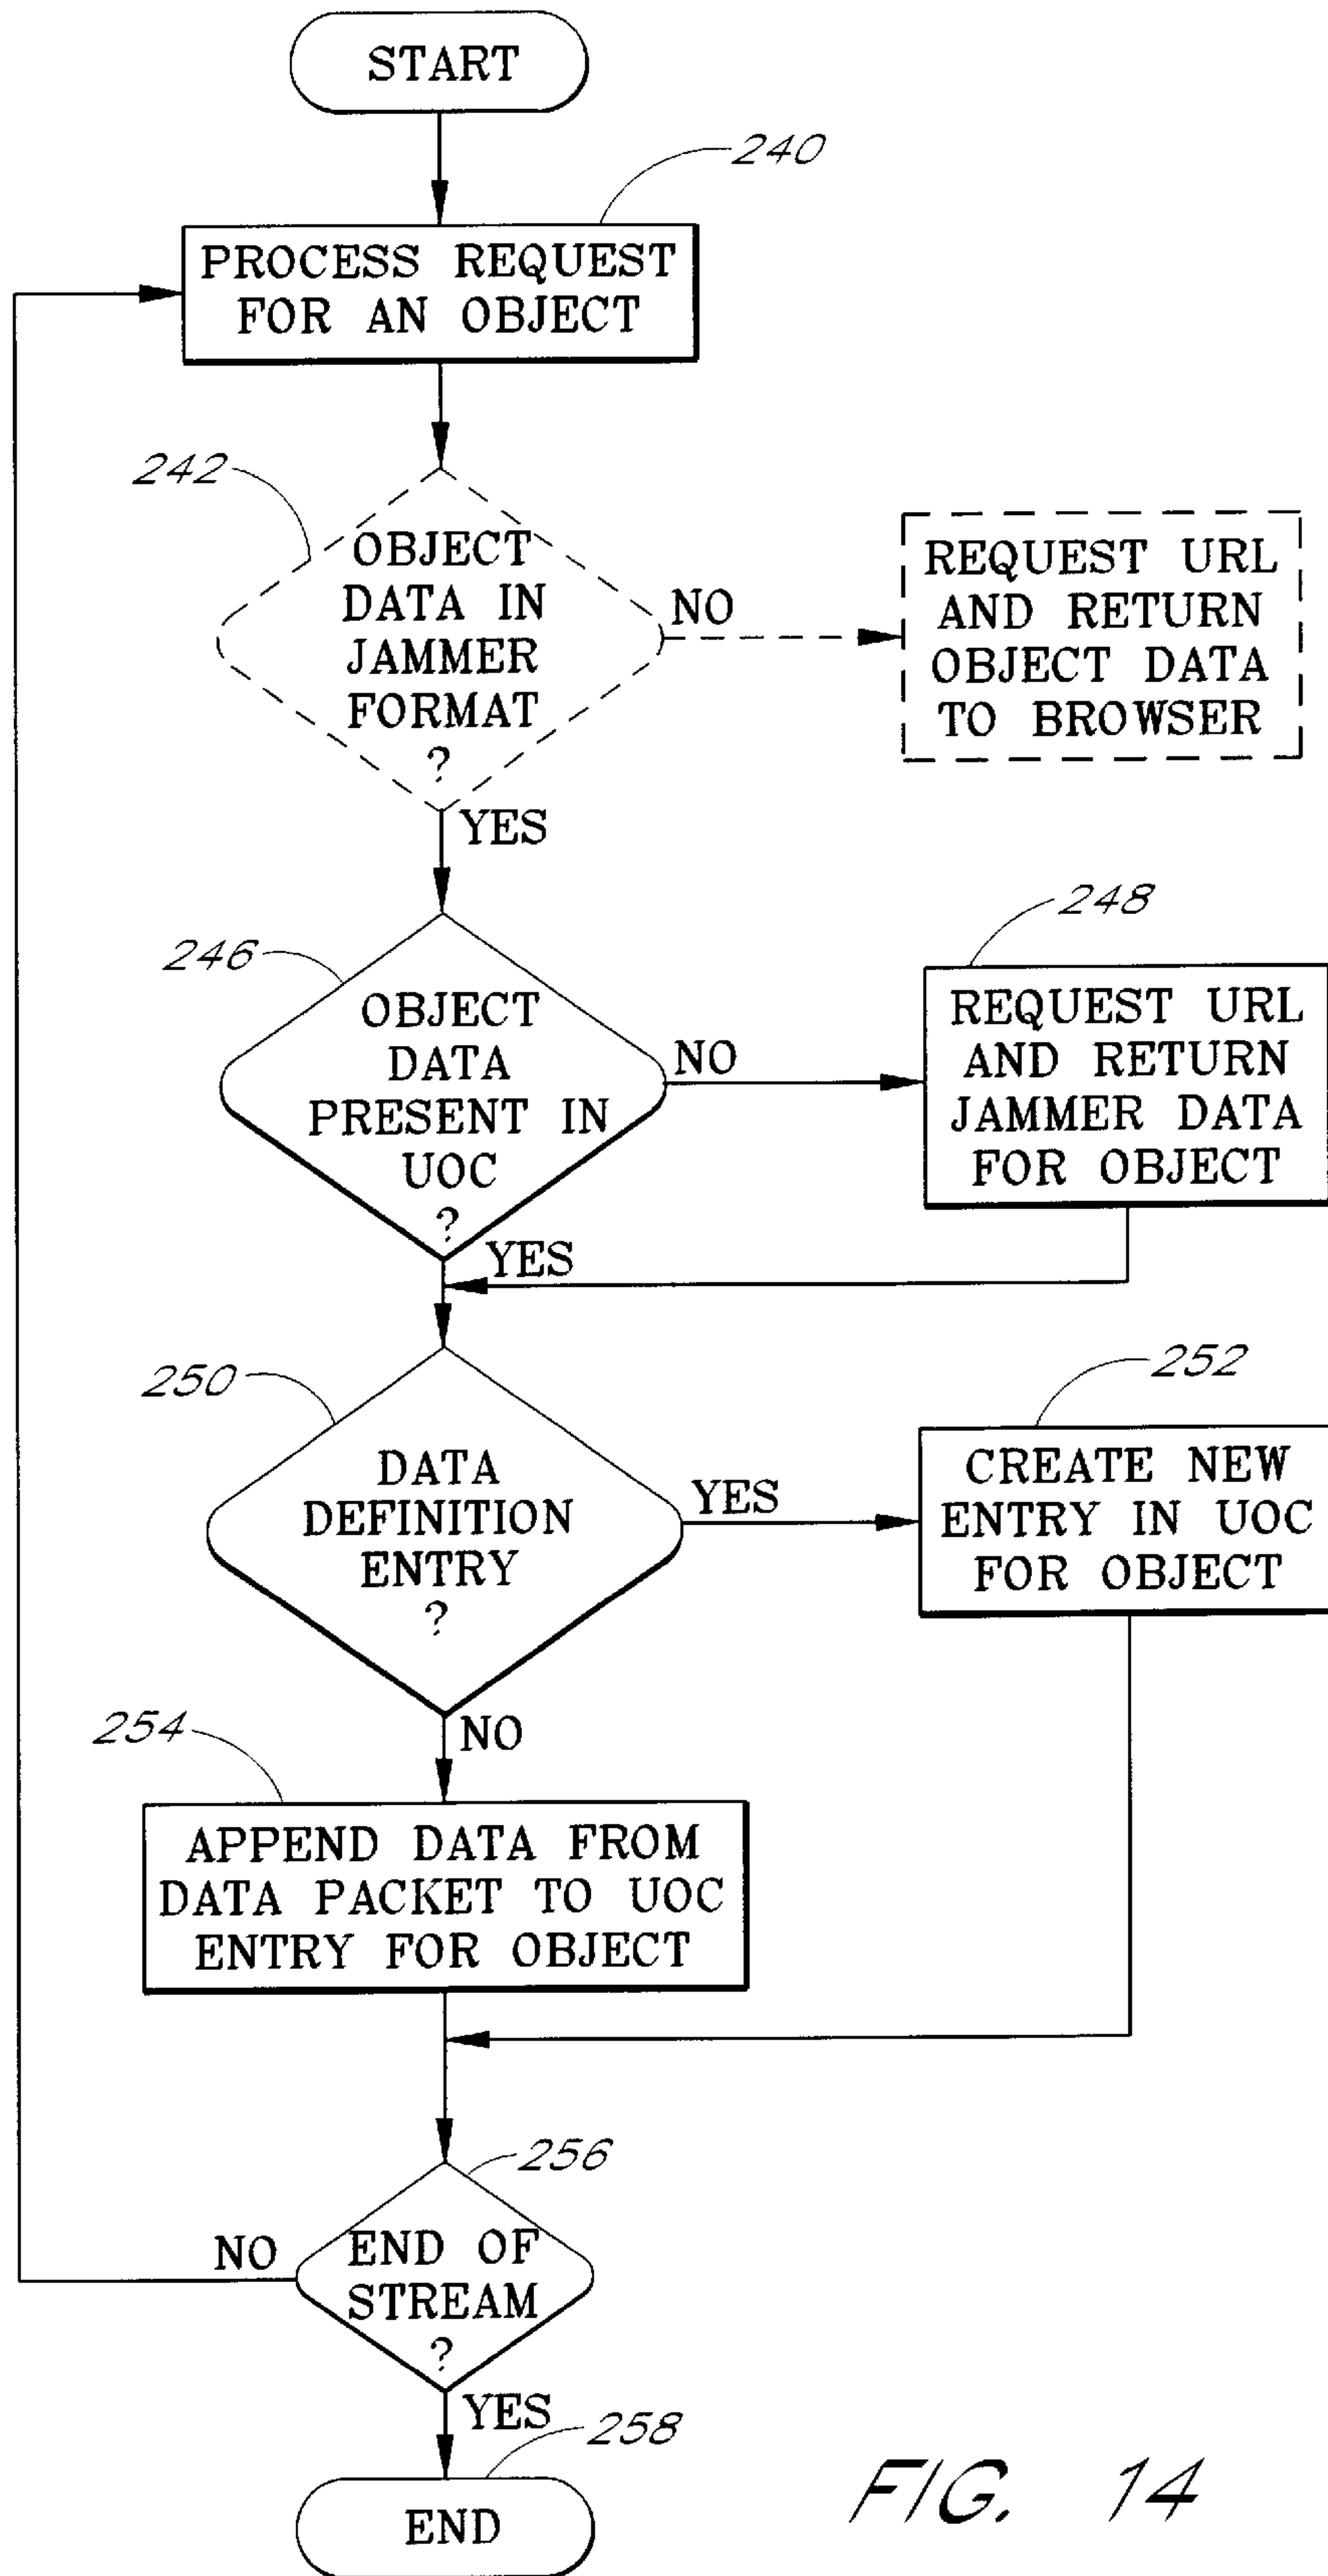 START
240
PROCESS REQUEST
FOR AN OBJECT
242
OBJECT
DATA IN
JAMMER
FORMAT
?
NO
REQUEST URL
AND RETURN
OBJECT DATA
TO BROWSER
YES
246
OBJECT
DATA
PRESENT IN
UOC
?
NO
248
REQUEST URL
AND RETURN
JAMMER DATA
FOR OBJECT
YES
250
DATA
DEFINITION
ENTRY
?
YES
252
CREATE NEW
ENTRY IN UOC
FOR OBJECT
NO
254
APPEND DATA FROM
DATA PACKET TO UOC
ENTRY FOR OBJECT
256
END OF
STREAM
?
NO
YES
258
END
FIG. 14